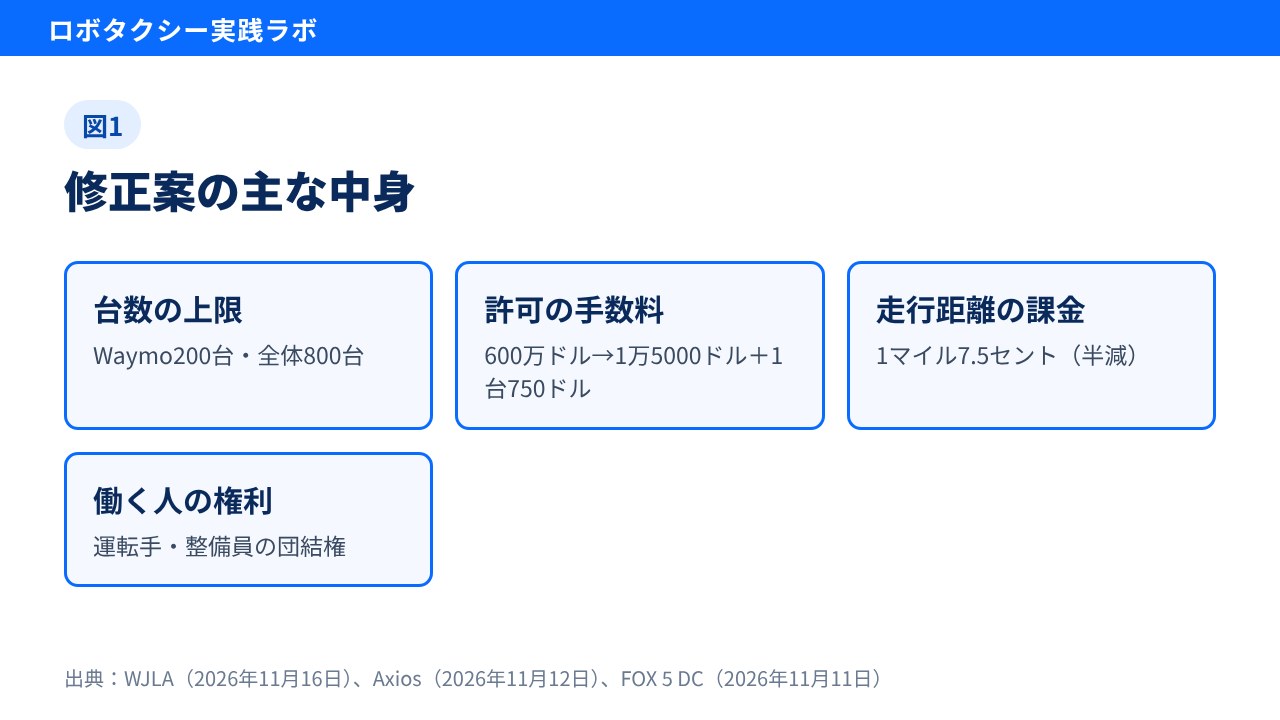 ロボタクシー実践ラボ
図1
修正案の主な中身
台数の上限
Waymo200台・全体800台
許可の手数料
600万ドル→1万5000ドル＋1
台750ドル
走行距離の課金
1マイル7.5セント（半減）
働く人の権利
運転手・整備員の団結権
出典：WJLA（2026年11月16日）、Axios（2026年11月12日）、FOX 5 DC（2026年11月11日）